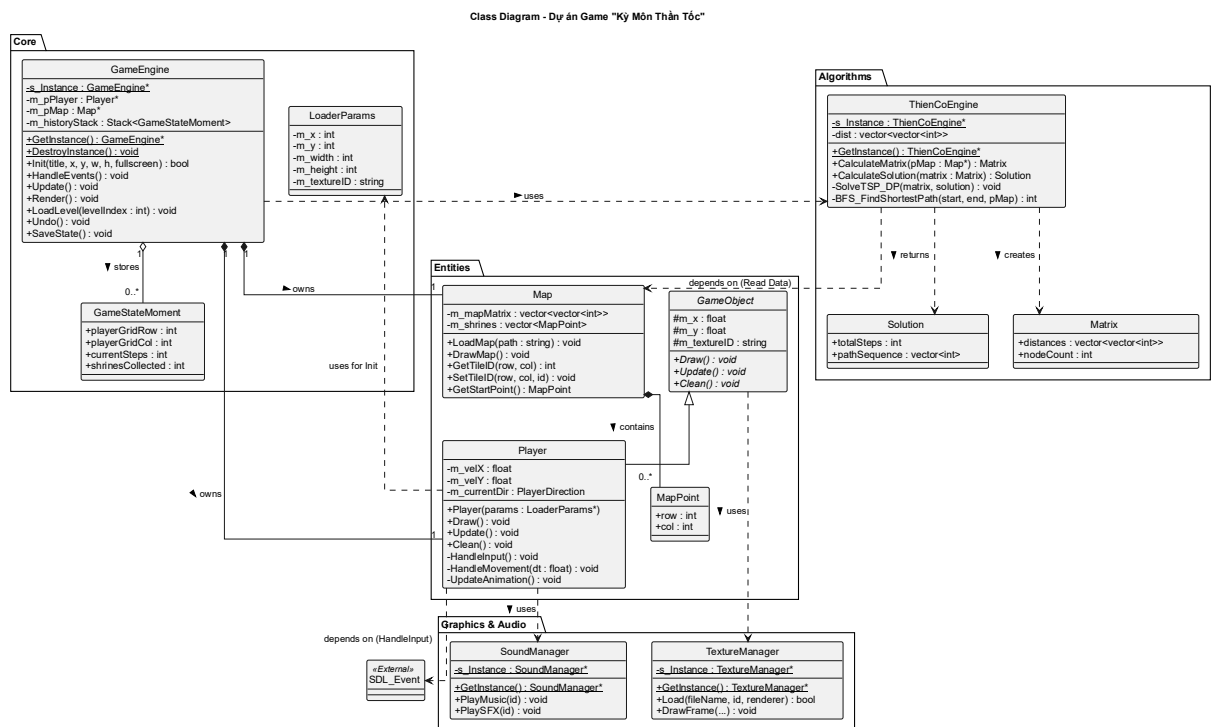 Class Diagram - Dự án Game "Kỳ Môn Thần Tốc"
Core
GameEngine
-s_Instance : GameEngine*
-m_pPlayer : Player*
-m_pMap : Map*
-m_historyStack : Stack<GameStateMoment>
+GetInstance() : GameEngine*
+DestroyInstance() : void
+Init(title, x, y, w, h, fullscreen) : bool
+HandleEvents() : void
+Update() : void
+Render() : void
+LoadLevel(levelIndex : int) : void
+Undo() : void
+SaveState() : void
LoaderParams
-m_x : int
-m_y : int
-m_width : int
-m_height : int
-m_textureID : string
uses
1
1
1
stores
0..*
owns
1
GameStateMoment
+playerGridRow : int
+playerGridCol : int
+currentSteps : int
+shrinesCollected : int
uses for Init
owns
1
Algorithms
ThienCoEngine
-s_Instance : ThienCoEngine*
-dist : vector<vector<int>>
+GetInstance() : ThienCoEngine*
+CalculateMatrix(pMap : Map*) : Matrix
+CalculateSolution(matrix : Matrix) : Solution
-SolveTSP_DP(matrix, solution) : void
-BFS_FindShortestPath(start, end, pMap) : int
returns
creates
depends on (Read Data)
Solution
+totalSteps : int
+pathSequence : vector<int>
Matrix
+distances : vector<vector<int>>
+nodeCount : int
Entities
Map
-m_mapMatrix : vector<vector<int>>
-m_shrines : vector<MapPoint>
+LoadMap(path : string) : void
+DrawMap() : void
+GetTileID(row, col) : int
+SetTileID(row, col, id) : void
+GetStartPoint() : MapPoint
GameObject
#m_x : float
#m_y : float
#m_textureID : string
+Draw() : void
+Update() : void
+Clean() : void
contains
0..*
Player
-m_velX : float
-m_velY : float
-m_currentDir : PlayerDirection
+Player(params : LoaderParams*)
+Draw() : void
+Update() : void
+Clean() : void
-HandleInput() : void
-HandleMovement(dt : float) : void
-UpdateAnimation() : void
MapPoint
+row : int
+col : int
uses
uses
depends on (HandleInput)
«External»
SDL_Event
Graphics & Audio
SoundManager
-s_Instance : SoundManager*
+GetInstance() : SoundManager*
+PlayMusic(id) : void
+PlaySFX(id) : void
TextureManager
-s_Instance : TextureManager*
+GetInstance() : TextureManager*
+Load(fileName, id, renderer) : bool
+DrawFrame(...) : void